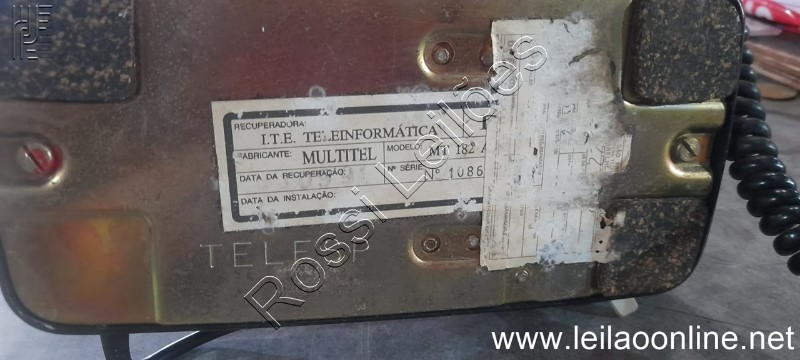 RECUPERADORA:
I.T.E. TELEINFORMÁTICA
FABRICANTE: MULTITEL MODELO: MT 182 A
DATA DA RECUPERAÇÃO: Nº SÉRIE: Nº 1086
DATA DA INSTALAÇÃO:
TELESP
Rossi Leilões
www.leilaoonline.net